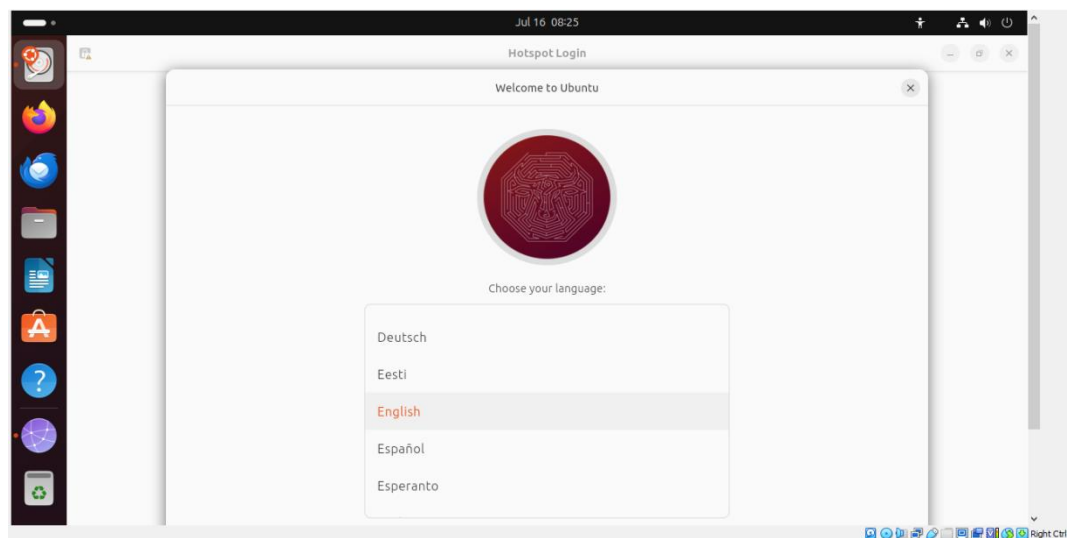 Jul 16 08:25
Hotspot Login
Welcome to Ubuntu
Choose your language:
Deutsch
Eesti
English
Español
Esperanto
Right Ctrl